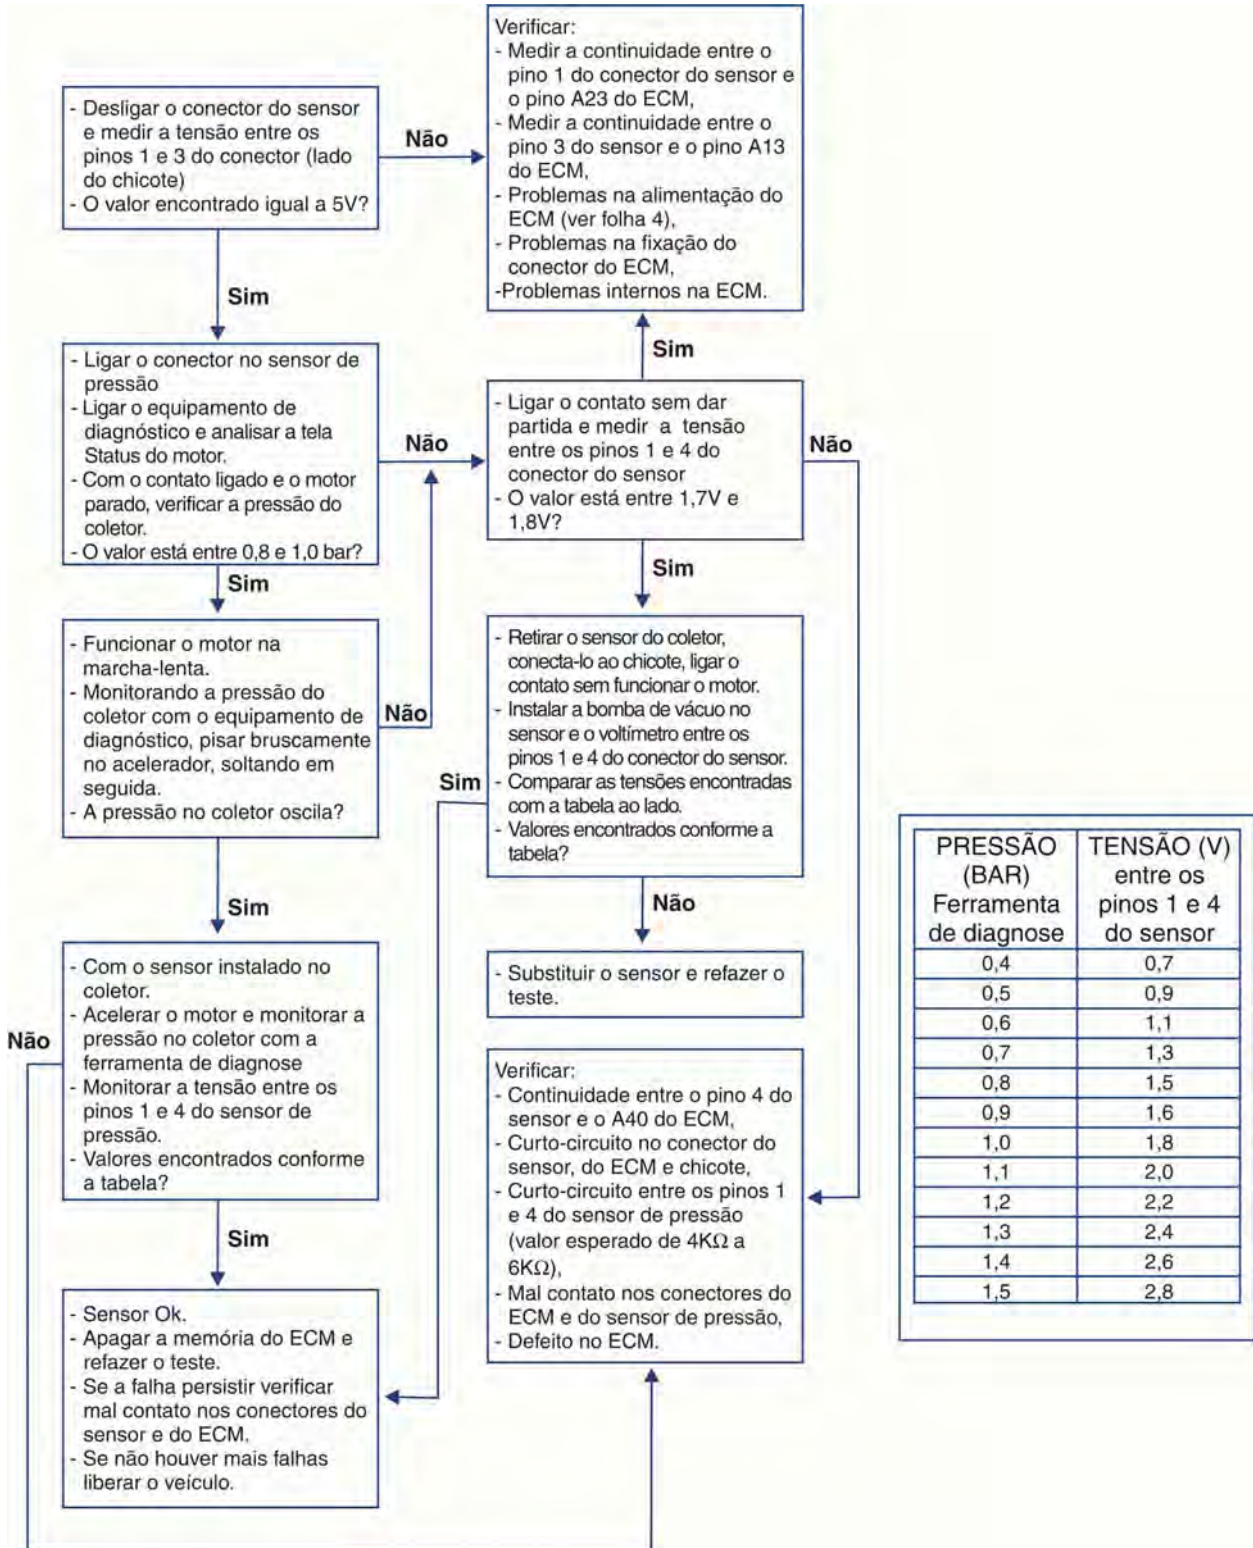 - Desligar o conector do sensor
e medir a tensão entre os
pinos 1 e 3 do conector (lado
do chicote)
- O valor encontrado igual a 5V?
Não
Verificar:
- Medir a continuidade entre o
pino 1 do conector do sensor e
o pino A23 do ECM,
- Medir a continuidade entre o
pino 3 do sensor e o pino A13
do ECM,
- Problemas na alimentação do
ECM (ver folha 4),
- Problemas na fixação do
conector do ECM,
-Problemas internos na ECM.
Sim
Sim
- Ligar o conector no sensor de
pressão
- Ligar o equipamento de
diagnóstico e analisar a tela
Status do motor.
- Com o contato ligado e o motor
parado, verificar a pressão do
coletor.
- O valor está entre 0,8 e 1,0 bar?
Não
- Ligar o contato sem dar
partida e medir a tensão
entre os pinos 1 e 4 do
conector do sensor
- O valor está entre 1,7V e
1,8V?
Não
Sim
Sim
- Funcionar o motor na
marcha-lenta.
- Monitorando a pressão do
coletor com o equipamento de
diagnóstico, pisar bruscamente
no acelerador, soltando em
seguida.
- A pressão no coletor oscila?
Não
- Retirar o sensor do coletor,
conecta-lo ao chicote, ligar o
contato sem funcionar o motor.
- Instalar a bomba de vácuo no
sensor e o voltímetro entre os
pinos 1 e 4 do conector do sensor.
- Comparar as tensões encontradas
com a tabela ao lado.
- Valores encontrados conforme a
tabela?
Sim
Sim
Não
- Substituir o sensor e refazer o
teste.
- Com o sensor instalado no
coletor.
- Acelerar o motor e monitorar a
pressão no coletor com a
ferramenta de diagnose
- Monitorar a tensão entre os
pinos 1 e 4 do sensor de
pressão.
- Valores encontrados conforme
a tabela?
Não
Sim
Verificar:
- Continuidade entre o pino 4 do
sensor e o A40 do ECM,
- Curto-circuito no conector do
sensor, do ECM e chicote,
- Curto-circuito entre os pinos 1
e 4 do sensor de pressão
(valor esperado de 4KΩ a
6KΩ),
- Mal contato nos conectores do
ECM e do sensor de pressão,
- Defeito no ECM.
- Sensor Ok.
- Apagar a memória do ECM e
refazer o teste.
- Se a falha persistir verificar
mal contato nos conectores do
sensor e do ECM.
- Se não houver mais falhas
liberar o veículo.
PRESSÃO
(BAR)
Ferramenta
de diagnose
TENSÃO (V)
entre os
pinos 1 e 4
do sensor
0,4 0,7
0,5 0,9
0,6 1,1
0,7 1,3
0,8 1,5
0,9 1,6
1,0 1,8
1,1 2,0
1,2 2,2
1,3 2,4
1,4 2,6
1,5 2,8